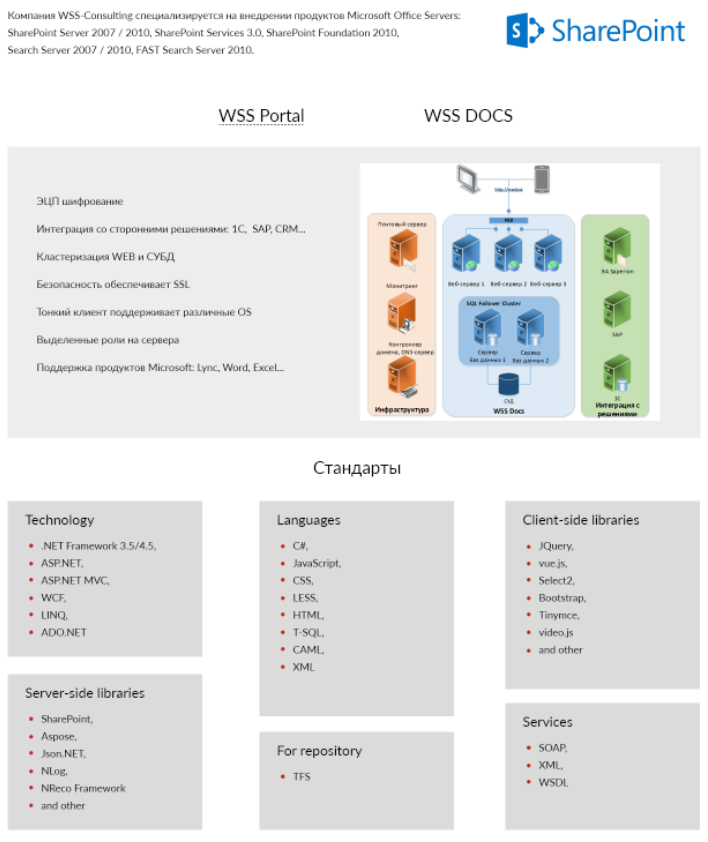 Компания WSS-Consulting специализируется на внедрении продуктов Microsoft Office Servers:
SharePoint Server 2007 / 2010, SharePoint Services 3.0, SharePoint Foundation 2010,
Search Server 2007 / 2010, FAST Search Server 2010.
S SharePoint
WSS Portal
WSS DOCS
ЭЦП шифрование
Интеграция со сторонними решениями: 1С, SAP, CRM...
Кластеризация WEB и СУБД
Безопасность обеспечивает SSL
Тонкий клиент поддерживает различные OS
Выделенные роли на сервера
Поддержка продуктов Microsoft: Lync, Word, Excel...
Почтовый сервер
Мониторинг
Контроллер
домена, DNS-сервер
Инфраструктура
Веб-сервер 1
Веб-сервер 2
Веб-сервер 3
SQL Failover Cluster
Сервер
Баз данных 1
Сервер
Баз данных 2
WSS Docs
ЭА Saperion
SAP
1С
Интеграция с
решениями
Стандарты
Technology
.NET Framework 3.5/4.5,
ASP.NET,
ASP.NET MVC,
WCF,
LINQ,
ADO.NET
Server-side libraries
SharePoint,
Aspose,
Json.NET,
NLog,
NReco Framework
and other
Languages
C#,
JavaScript,
CSS,
LESS,
HTML,
T-SQL,
CAML,
XML
For repository
TFS
Client-side libraries
JQuery,
vue.js,
Select2,
Bootstrap,
Tinymce,
video.js
and other
Services
SOAP,
XML,
WSDL